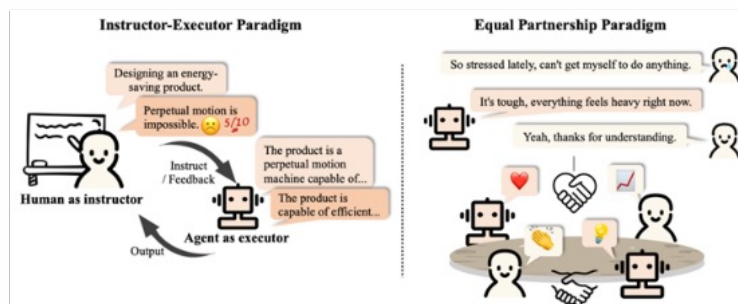 Instructor-Executor Paradigm
Designing an energy-
saving product.
Perpetual motion is
impossible. 5/10
Instruct
/ Feedback
The product is a
perpetual motion
machine capable of...
The product is
capable of efficient...
Human as instructor
Agent as executor
Output
Equal Partnership Paradigm
So stressed lately, can't get myself to do anything.
It's tough, everything feels heavy right now.
Yeah, thanks for understanding.